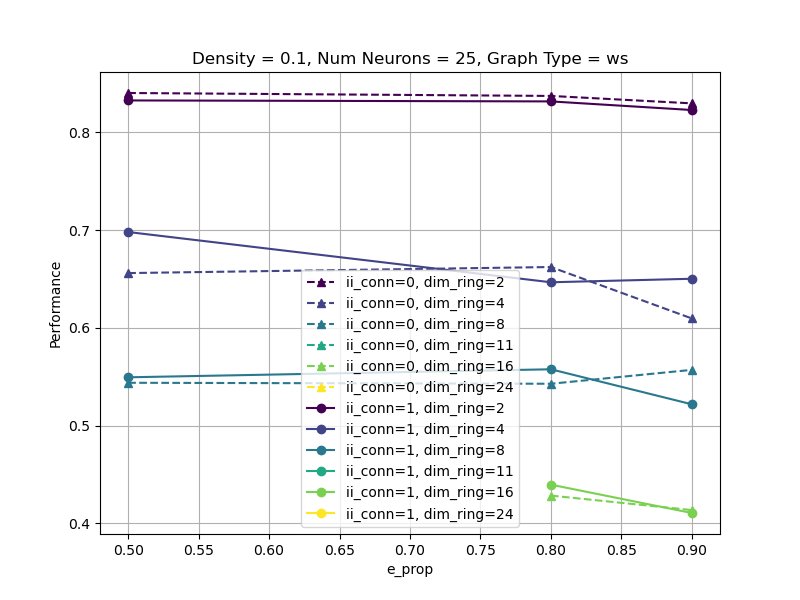 Density = 0.1, Num Neurons = 25, Graph Type = ws
Performance
0.8
0.7
0.6
0.5
0.4
ii_conn=0, dim_ring=2
ii_conn=0, dim_ring=4
ii_conn=0, dim_ring=8
ii_conn=0, dim_ring=11
ii_conn=0, dim_ring=16
ii_conn=0, dim_ring=24
ii_conn=1, dim_ring=2
ii_conn=1, dim_ring=4
ii_conn=1, dim_ring=8
ii_conn=1, dim_ring=11
ii_conn=1, dim_ring=16
ii_conn=1, dim_ring=24
0.50 0.55 0.60 0.65 0.70 0.75 0.80 0.85 0.90
e_prop